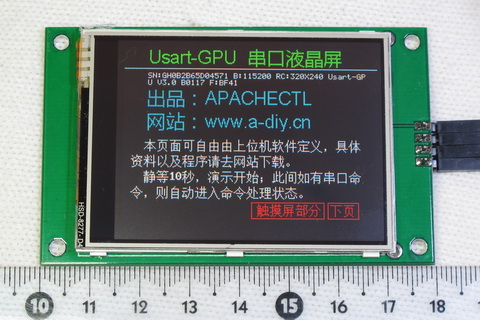 Usart-GPU 串口液晶屏
SN:GH0B2B65D04571 B:115200 RC:320X240 Usart-GP
U V3.0 B0117 F:BF41
出品：APACHECTL
网站：www.a-diy.cn
本页面可自由由上位机软件定义，具体
资料以及程序请去网站下载。
静等10秒，演示开始；此间如有串口命
令，则自动进入命令处理状态。
触摸屏部分 下页
HSD-8277-D4
10 11 12 13 14 15 16 17 18